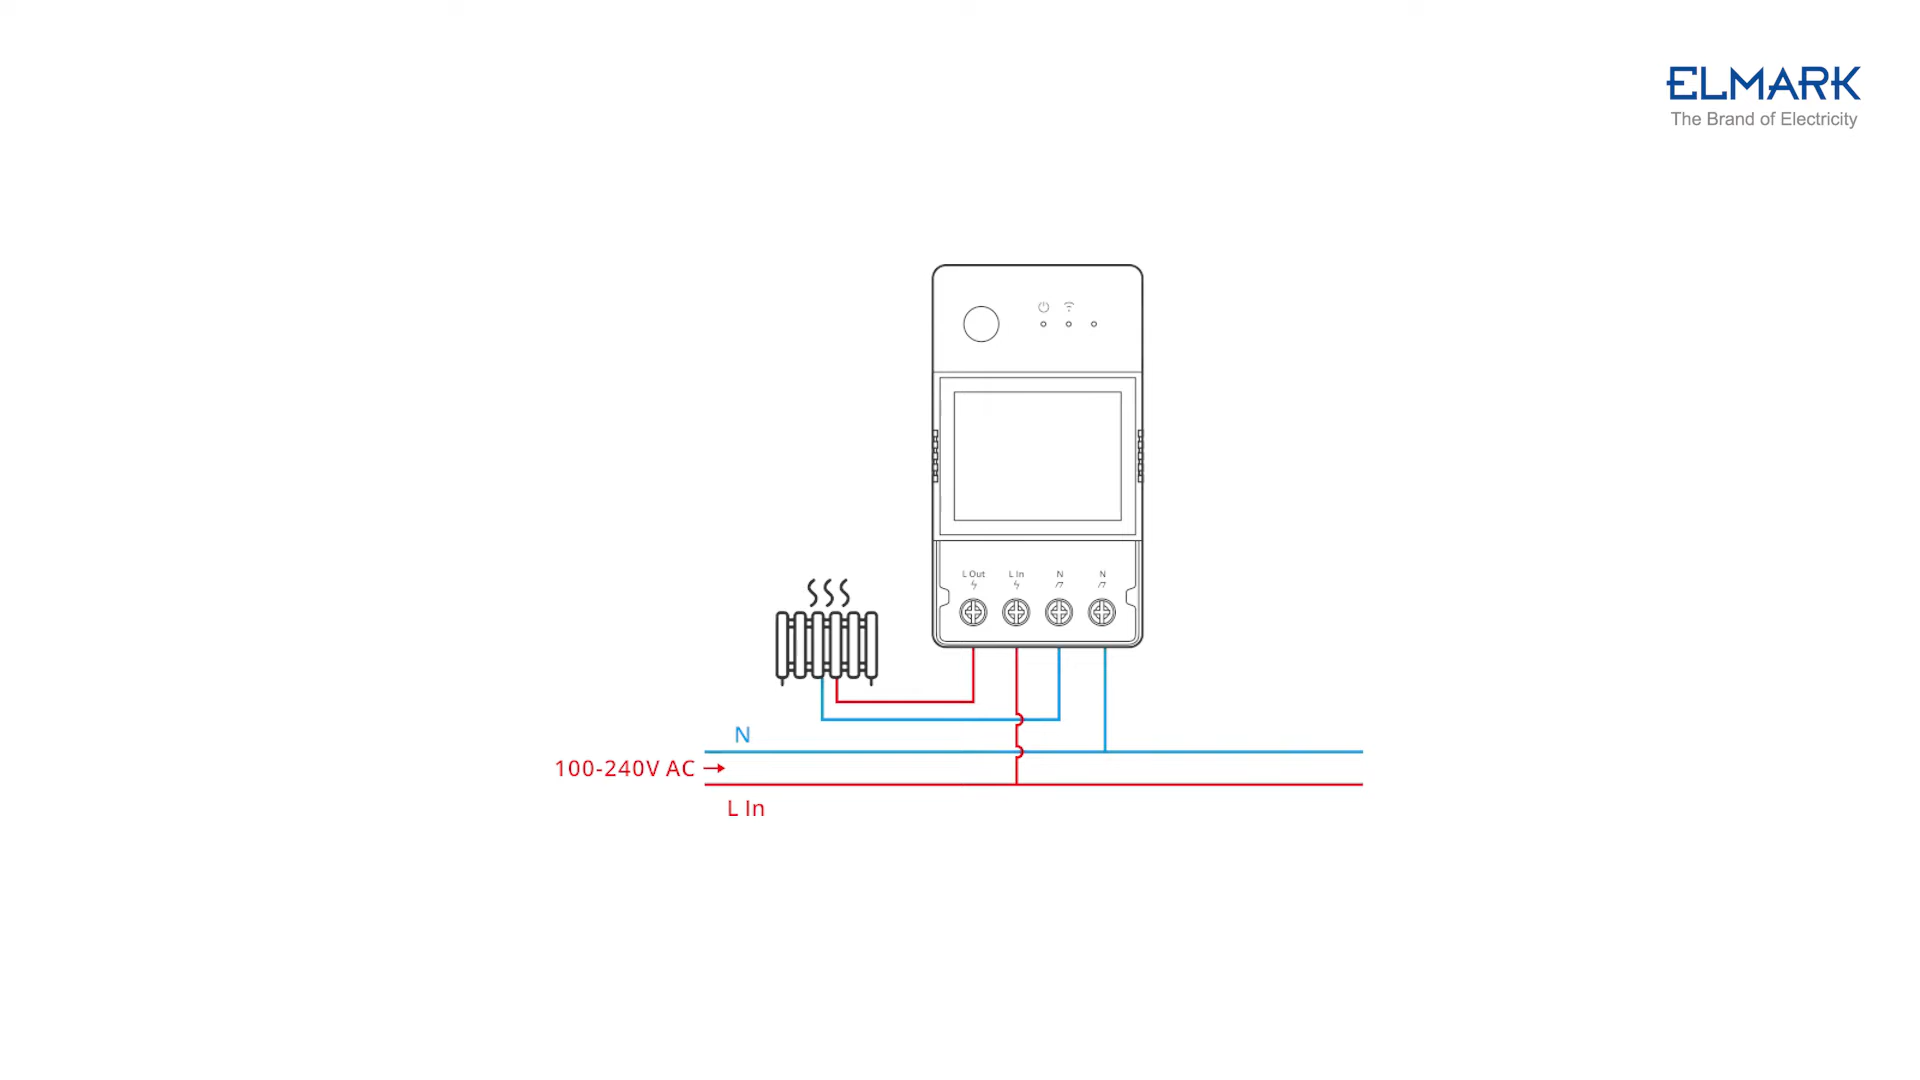 ELMARK
The Brand of Electricity
L Out
L In
N
N
N
100-240V AC
L In